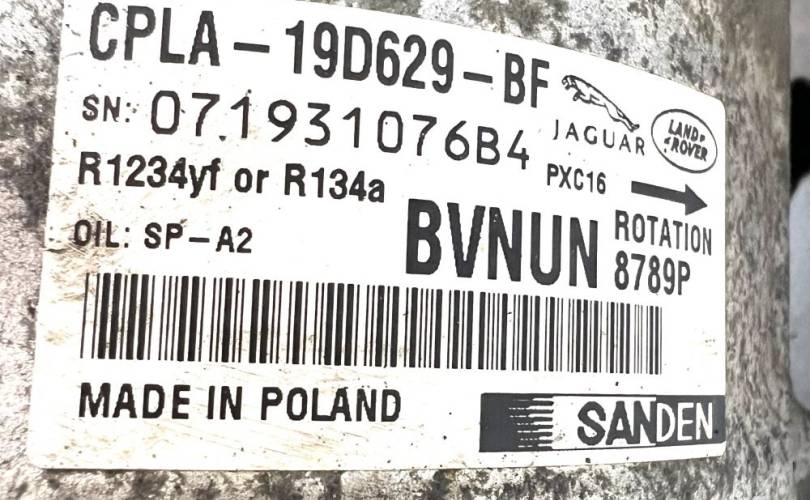 CPLA-19D629-BF
JAGUAR
LAND-
ROVER
SN: 071931076B4
PXC16
R1234yf or R134a
BVNUN
ROTATION
8789P
OIL: SP-A2
MADE IN POLAND
SANDEN